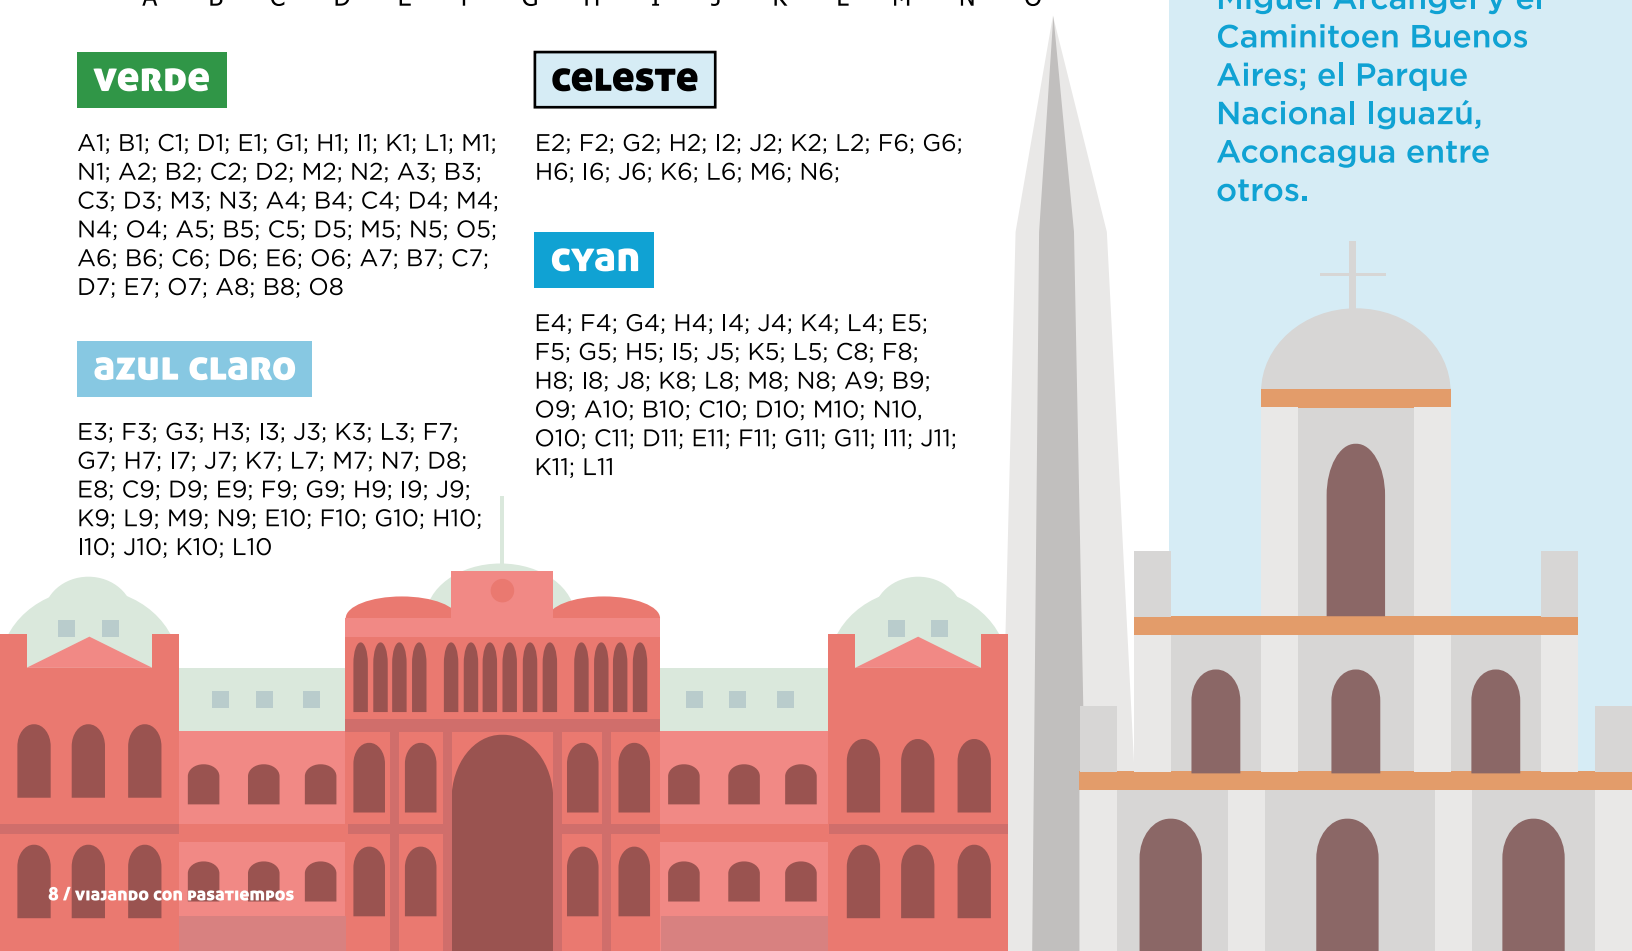 A B C D E F G H I J K L M N O
VERDE
A1; B1; C1; D1; E1; G1; H1; I1; K1; L1; M1;
N1; A2; B2; C2; D2; M2; N2; A3; B3;
C3; D3; M3; N3; A4; B4; C4; D4; M4;
N4; O4; A5; B5; C5; D5; M5; N5; O5;
A6; B6; C6; D6; E6; O6; A7; B7; C7;
D7; E7; O7; A8; B8; O8
AZUL CLARO
E3; F3; G3; H3; I3; J3; K3; L3; F7;
G7; H7; I7; J7; K7; L7; M7; N7; D8;
E8; C9; D9; E9; F9; G9; H9; I9; J9;
K9; L9; M9; N9; E10; F10; G10; H10;
I10; J10; K10; L10
CELESTE
E2; F2; G2; H2; I2; J2; K2; L2; F6; G6;
H6; I6; J6; K6; L6; M6; N6;
CYAN
E4; F4; G4; H4; I4; J4; K4; L4; E5;
F5; G5; H5; I5; J5; K5; L5; C8; F8;
H8; I8; J8; K8; L8; M8; N8; A9; B9;
O9; A10; B10; C10; D10; M10; N10,
O10; C11; D11; E11; F11; G11; G11; I11; J11;
K11; L11
Miguel Arcángel y el
Caminitoen Buenos
Aires; el Parque
Nacional Iguazú,
Aconcagua entre
otros.
8 / VIAJANDO CON PASATIEMPOS